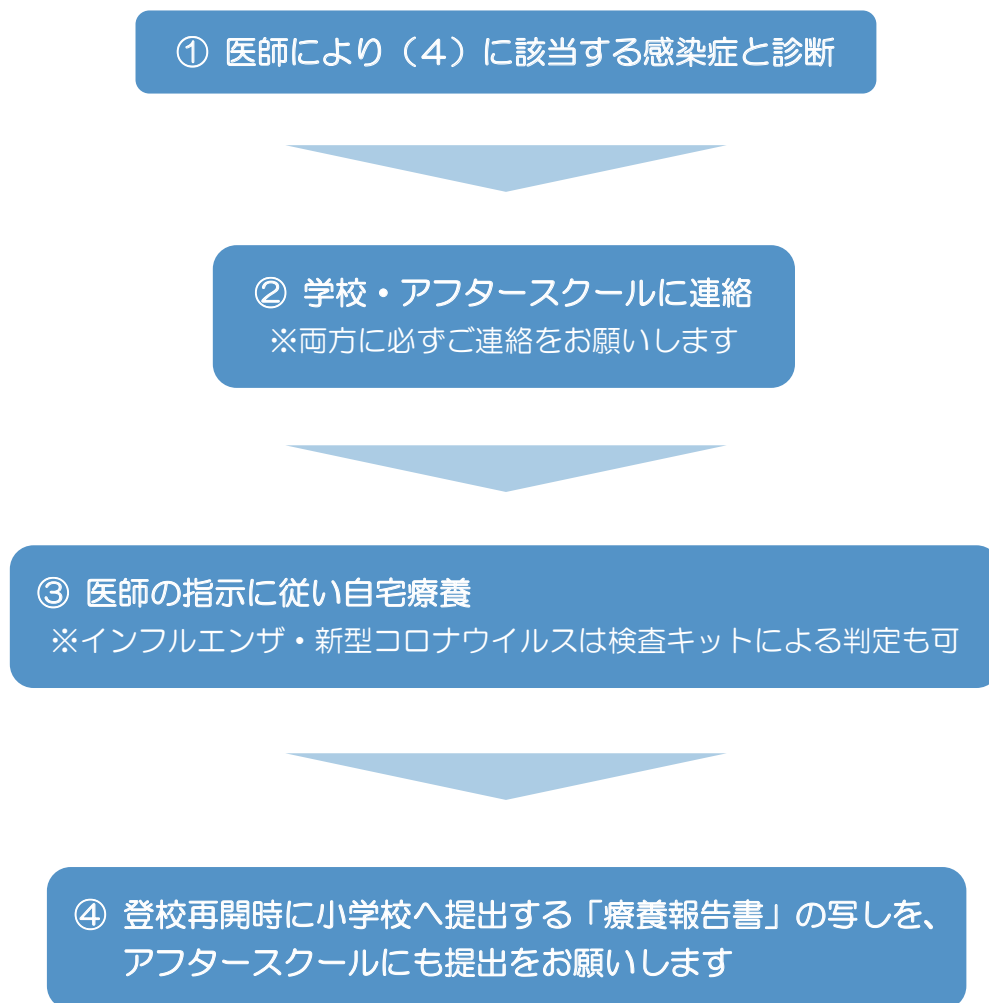 ① 医師により（４）に該当する感染症と診断
② 学校・アフタースクールに連絡
※両方に必ずご連絡をお願いします
③ 医師の指示に従い自宅療養
※インフルエンザ・新型コロナウイルスは検査キットによる判定も可
④ 登校再開時に小学校へ提出する「療養報告書」の写しを、
アフタースクールにも提出をお願いします